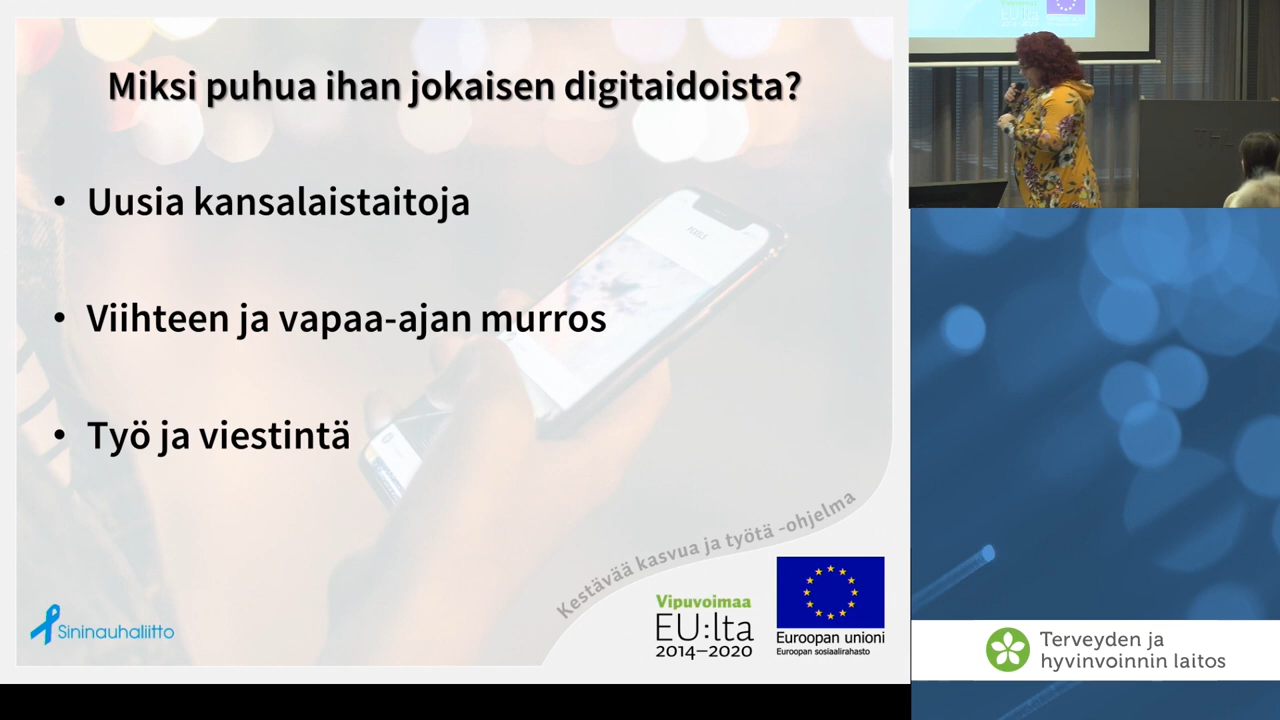 Miksi puhua ihan jokaisen digitaidoista?
• Uusia kansalaistaitoja
• Viihteen ja vapaa-ajan murros
• Työ ja viestintä
Kestävää kasvua ja työtä -ohjelma
Sininauhaliitto
Vipuvoimaa
EU:lta
2014–2020
Euroopan unioni
Euroopan sosiaalirahasto
THL
Terveyden ja
hyvinvoinnin laitos